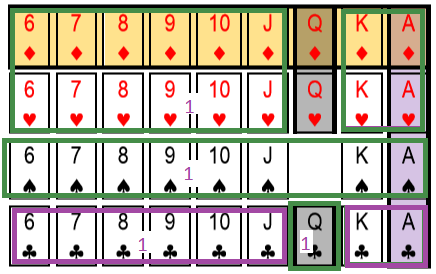 6 7 8 9 10 J Q K A
♦ ♦ ♦ ♦ ♦ ♦ ♦ ♦ ♦
6 7 8 9 10 J Q K A
1
♥ ♥ ♥ ♥ ♥ ♥ ♥ ♥ ♥
6 7 8 9 10 J K A
1
♠ ♠ ♠ ♠ ♠ ♠ ♠ ♠
6 7 8 9 10 J Q K A
1 1
♣ ♣ ♣ ♣ ♣ ♣ ♣ ♣ ♣